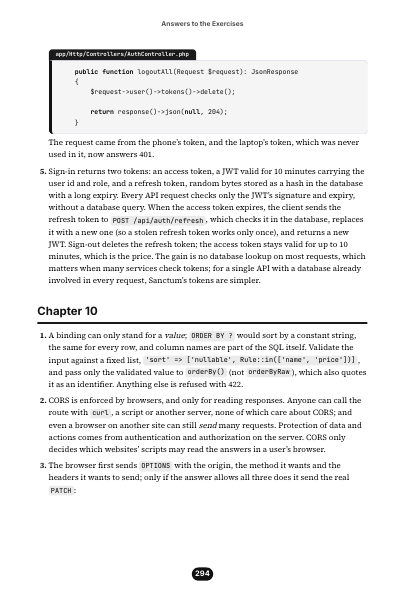 Answers to the Exercises
app/Http/Controllers/AuthController.php
public function logoutAll(Request $request): JsonResponse
{
$request->user()->tokens()->delete();
return response()->json(null, 204);
}
The request came from the phone's token, and the laptop's token, which was never
used in it, now answers 401.
5. Sign-in returns two tokens: an access token, a JWT valid for 10 minutes carrying the
user id and role, and a refresh token, random bytes stored as a hash in the database
with a long expiry. Every API request checks only the JWT's signature and expiry,
without a database query. When the access token expires, the client sends the
refresh token to POST /api/auth/refresh, which checks it in the database, replaces
it with a new one (so a stolen refresh token works only once), and returns a new
JWT. Sign-out deletes the refresh token; the access token stays valid for up to 10
minutes, which is the price. The gain is no database lookup on most requests, which
matters when many services check tokens; for a single API with a database already
involved in every request, Sanctum's tokens are simpler.
Chapter 10
1. A binding can only stand for a value; ORDER BY ? would sort by a constant string,
the same for every row, and column names are part of the SQL itself. Validate the
input against a fixed list, 'sort' => ['nullable', Rule::in(['name', 'price'])],
and pass only the validated value to orderBy() (not orderByRaw), which also quotes
it as an identifier. Anything else is refused with 422.
2. CORS is enforced by browsers, and only for reading responses. Anyone can call the
route with curl, a script or another server, none of which care about CORS; and
even a browser on another site can still send many requests. Protection of data and
actions comes from authentication and authorization on the server. CORS only
decides which websites' scripts may read the answers in a user's browser.
3. The browser first sends OPTIONS with the origin, the method it wants and the
headers it wants to send; only if the answer allows all three does it send the real
PATCH:
294